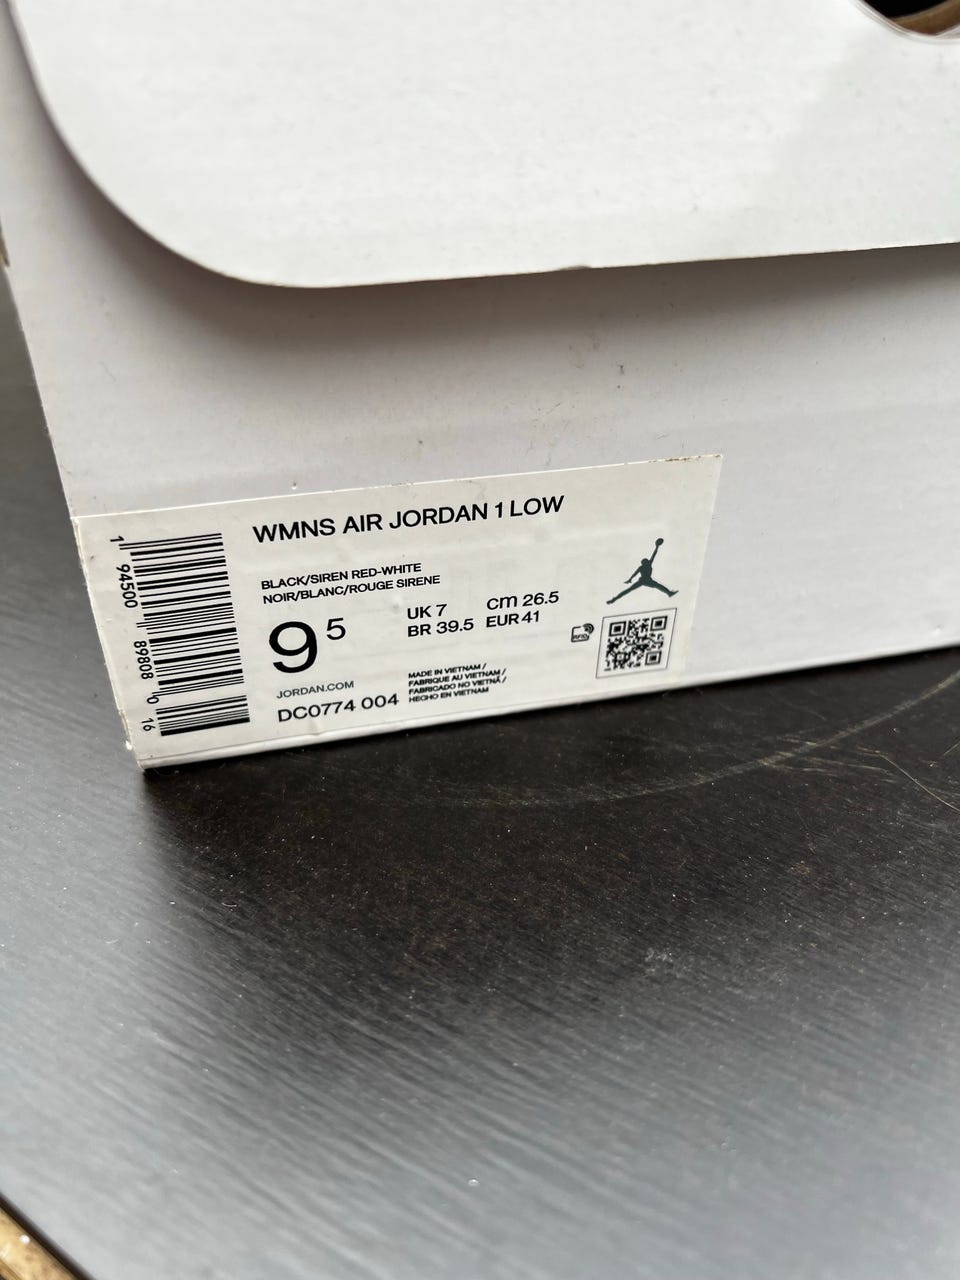 WMNS AIR JORDAN 1 LOW
BLACK/SIREN RED-WHITE
NOIR/BLANC/ROUGE SIRENE
9 5
UK 7 cm 26.5
BR 39.5 EUR 41
RFID
JORDAN.COM
DC0774 004
MADE IN VIETNAM /
FABRIQUE AU VIETNAM /
FABRICADO NO VIETNÃ /
HECHO EN VIETNAM
1 94500 89808 0 16